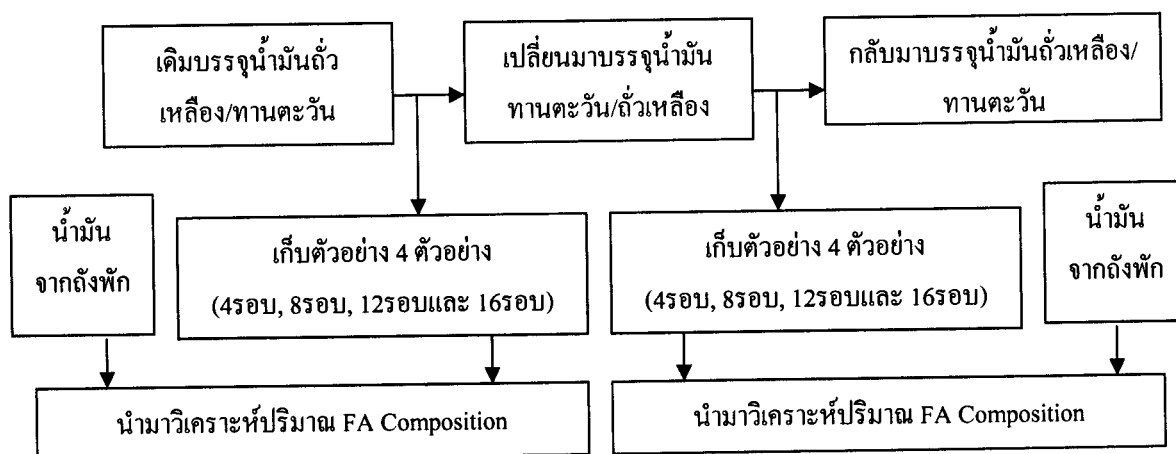 เดิมบรรจุน้ำมันถั่ว
เหลือง/ทานตะวัน
เปลี่ยนมาบรรจุน้ำมัน
ทานตะวัน/ถั่วเหลือง
กลับมาบรรจุน้ำมันถั่วเหลือง/
ทานตะวัน
น้ำมัน
จากถังพัก
เก็บตัวอย่าง 4 ตัวอย่าง
(4รอบ, 8รอบ, 12รอบและ 16รอบ)
เก็บตัวอย่าง 4 ตัวอย่าง
(4รอบ, 8รอบ, 12รอบและ 16รอบ)
น้ำมัน
จากถังพัก
นำมาวิเคราะห์ปริมาณ FA Composition
นำมาวิเคราะห์ปริมาณ FA Composition